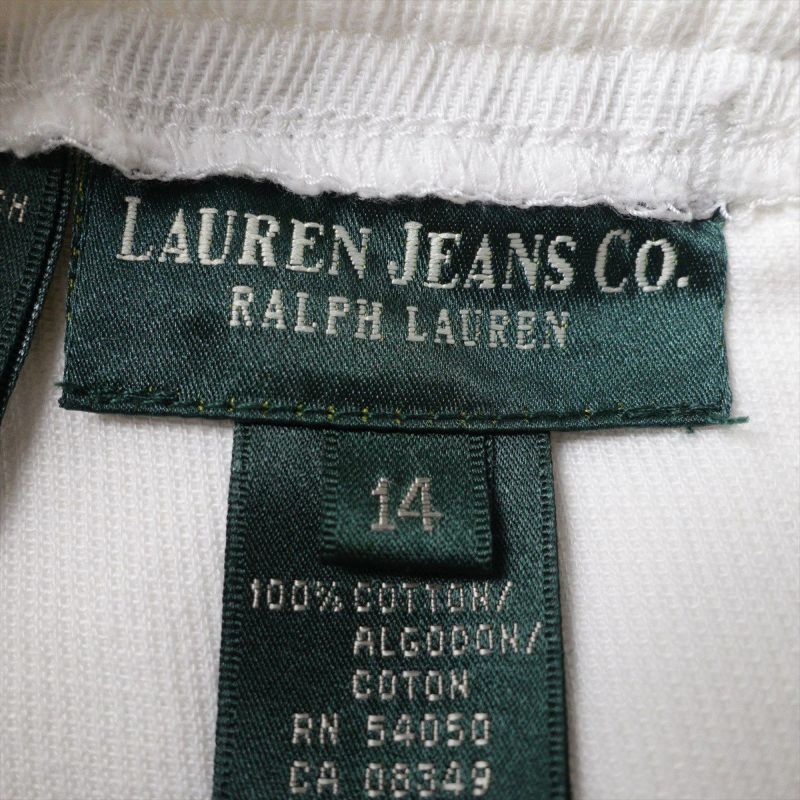 LAUREN JEANS CO.
RALPH LAUREN
14
100% COTTON/
ALGODON/
COTON
RN 54050
CA 08349